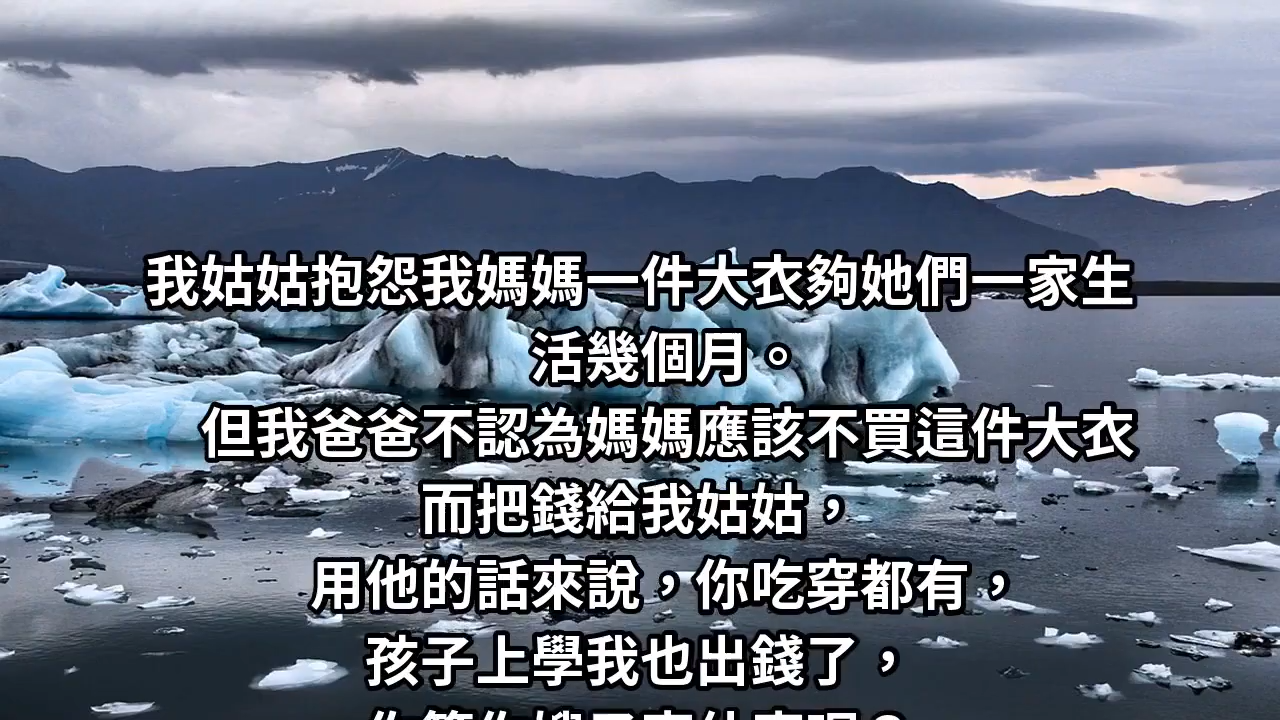 我姑姑抱怨我媽媽一件大衣夠她們一家生
活幾個月。
但我爸爸不認為媽媽應該不買這件大衣
而把錢給我姑姑，
用他的話來說，你吃穿都有，
孩子上學我也出錢了，